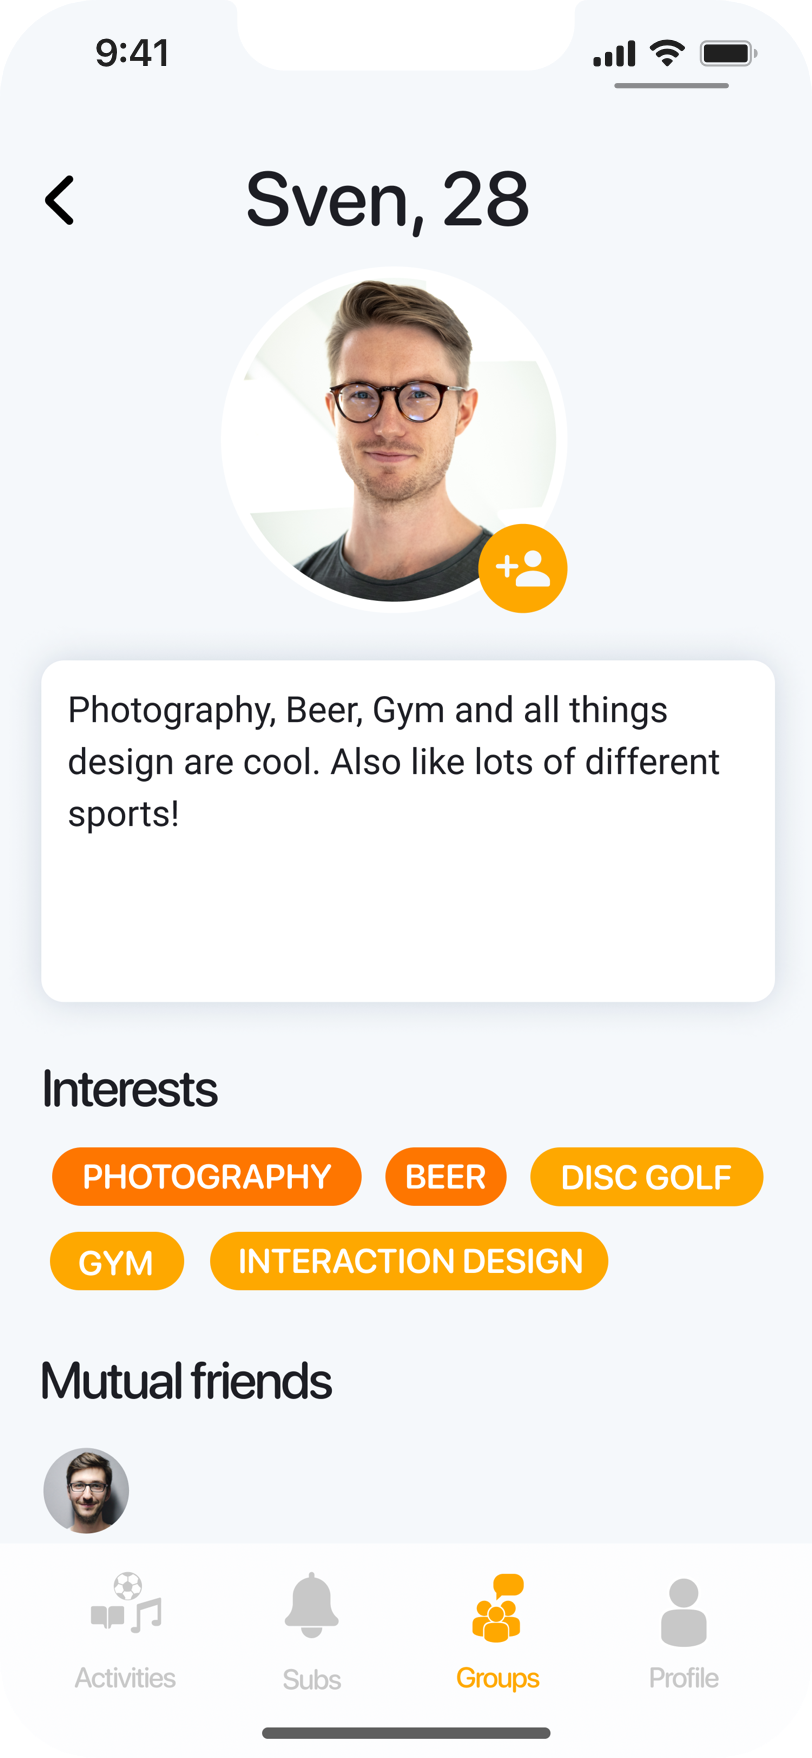 9:41
Sven, 28
Photography, Beer, Gym and all things
design are cool. Also like lots of different
sports!
Interests
PHOTOGRAPHY BEER DISC GOLF
GYM INTERACTION DESIGN
Mutual friends
Activities Subs Groups Profile